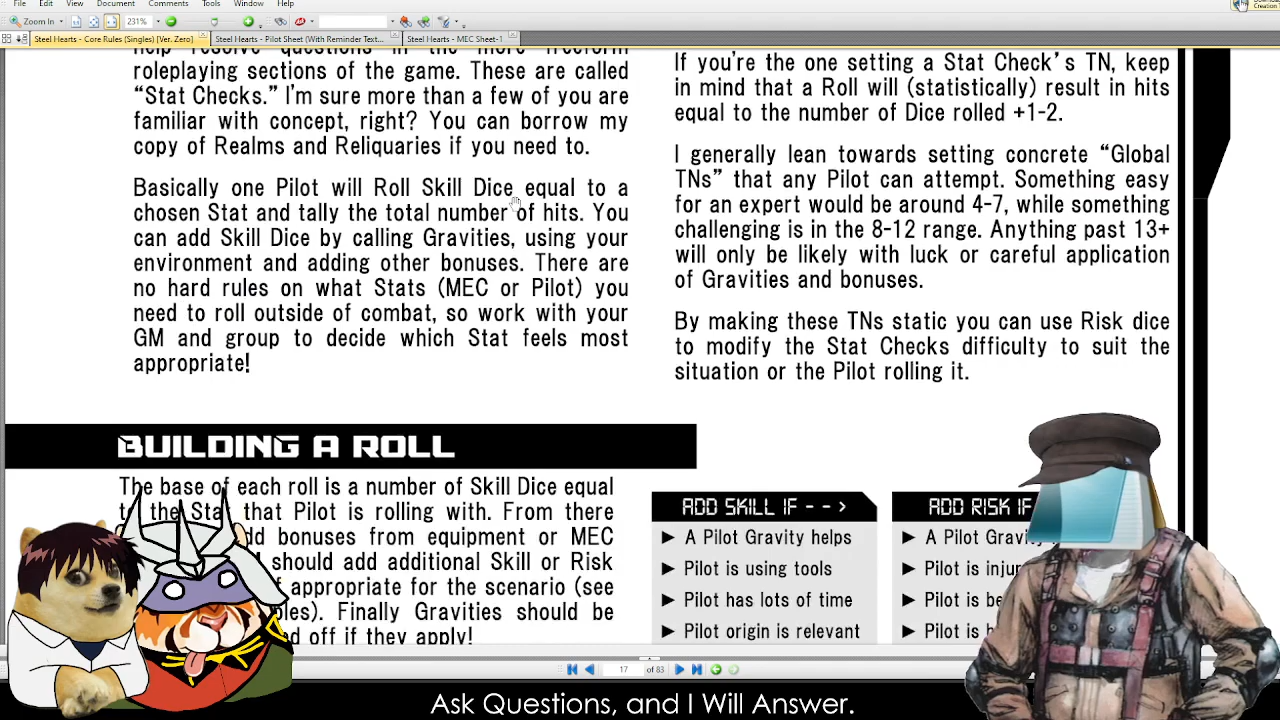 File Edit View Document Comments Tools Window Help
Zoom In 231%
Steel Hearts - Core Rules (Singles) [Ver. Zero] Steel Hearts - Pilot Sheet (With Reminder Text... Steel Hearts - MEC Sheet-1
help resolve questions in the more freeform
roleplaying sections of the game. These are called
“Stat Checks.” I'm sure more than a few of you are
familiar with concept, right? You can borrow my
copy of Realms and Reliquaries if you need to.
Basically one Pilot will Roll Skill Dice equal to a
chosen Stat and tally the total number of hits. You
can add Skill Dice by calling Gravities, using your
environment and adding other bonuses. There are
no hard rules on what Stats (MEC or Pilot) you
need to roll outside of combat, so work with your
GM and group to decide which Stat feels most
appropriate!
If you're the one setting a Stat Check's TN, keep
in mind that a Roll will (statistically) result in hits
equal to the number of Dice rolled +1-2.
I generally lean towards setting concrete “Global
TNs” that any Pilot can attempt. Something easy
for an expert would be around 4-7, while something
challenging is in the 8-12 range. Anything past 13+
will only be likely with luck or careful application
of Gravities and bonuses.
By making these TNs static you can use Risk dice
to modify the Stat Checks difficulty to suit the
situation or the Pilot rolling it.
BUILDING A ROLL
The base of each roll is a number of Skill Dice equal
the Stat that Pilot is rolling with. From there
add bonuses from equipment or MEC
should add additional Skill or Risk
if appropriate for the scenario (see
Finally Gravities should be
off if they apply!
ADD SKILL IF - - >
► A Pilot Gravity helps
► Pilot is using tools
► Pilot has lots of time
► Pilot origin is relevant
ADD RISK IF
► A Pilot
► Pilot is
► Pilot is
► Pilot is
17 of 83
Ask Questions, and I Will Answer.